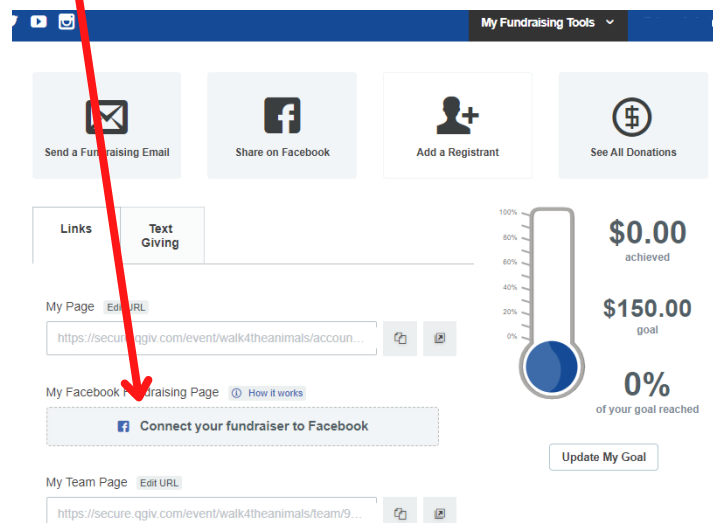 My Fundraising Tools
Send a Fundraising Email
Share on Facebook
Add a Registrant
See All Donations
Links
Text
Giving
My Page Edit URL
https://secure.qgiv.com/event/walk4theanimals/accoun...
My Facebook Fundraising Page How it works
Connect your fundraiser to Facebook
My Team Page Edit URL
https://secure.qgiv.com/event/walk4theanimals/team/9...
100%
80%
60%
40%
20%
0%
$0.00
achieved
$150.00
goal
0%
of your goal reached
Update My Goal